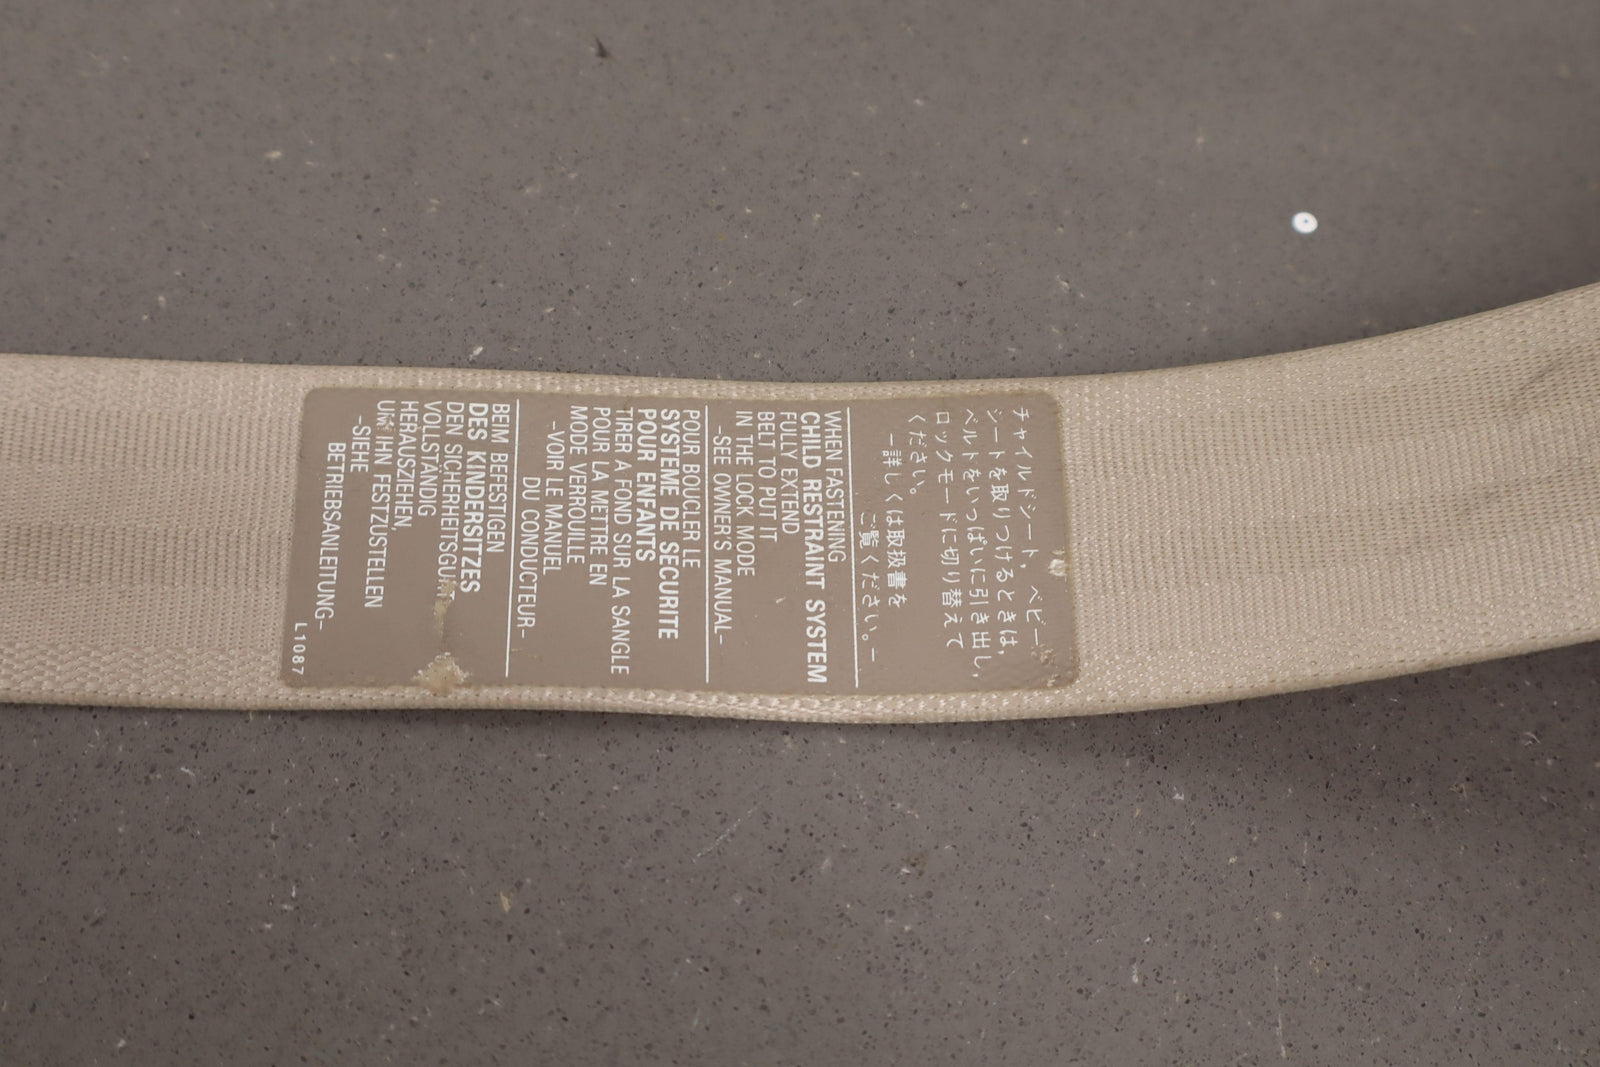 チャイルドシート，ベビー
シートを取りつけるときは，
ベルトをいっぱいに引き出し
ロックモードに切り替えて
ください。
－詳しくは取扱書を
ご覧ください。－
WHEN FASTENING
CHILD RESTRAINT SYSTEM
FULLY EXTEND
BELT TO PUT IT
IN THE LOCK MODE
-SEE OWNER'S MANUAL-
POUR BOUCLER LE
SYSTEME DE SECURITE
POUR ENFANTS
TIRER A FOND SUR LA SANGLE
POUR LA METTRE EN
MODE VERROUILLE
-VOIR LE MANUEL
DU CONDUCTEUR-
BEIM BEFESTIGEN
DES KINDERSITZES
DEN SICHERHEITSGURT
VOLLSTÄNDIG
HERAUSZIEHEN,
UM IHN FESTZUSTELLEN
-SIEHE
BETRIEBSANLEITUNG-
L1087